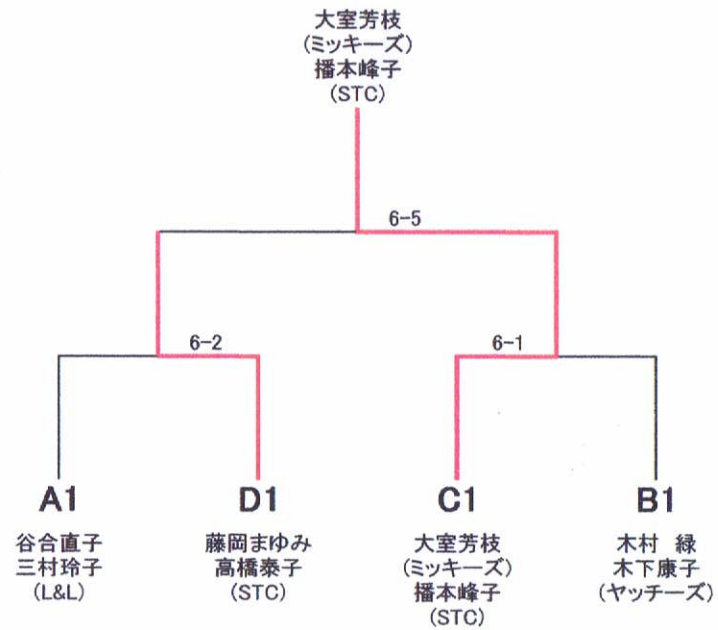 大室芳枝
(ミッキーズ)
播本峰子
(STC)
6-5
6-2
6-1
A1
谷合直子
三村玲子
(L&L)
D1
藤岡まゆみ
高橋泰子
(STC)
C1
大室芳枝
(ミッキーズ)
播本峰子
(STC)
B1
木村 緑
木下康子
(ヤッチーズ)